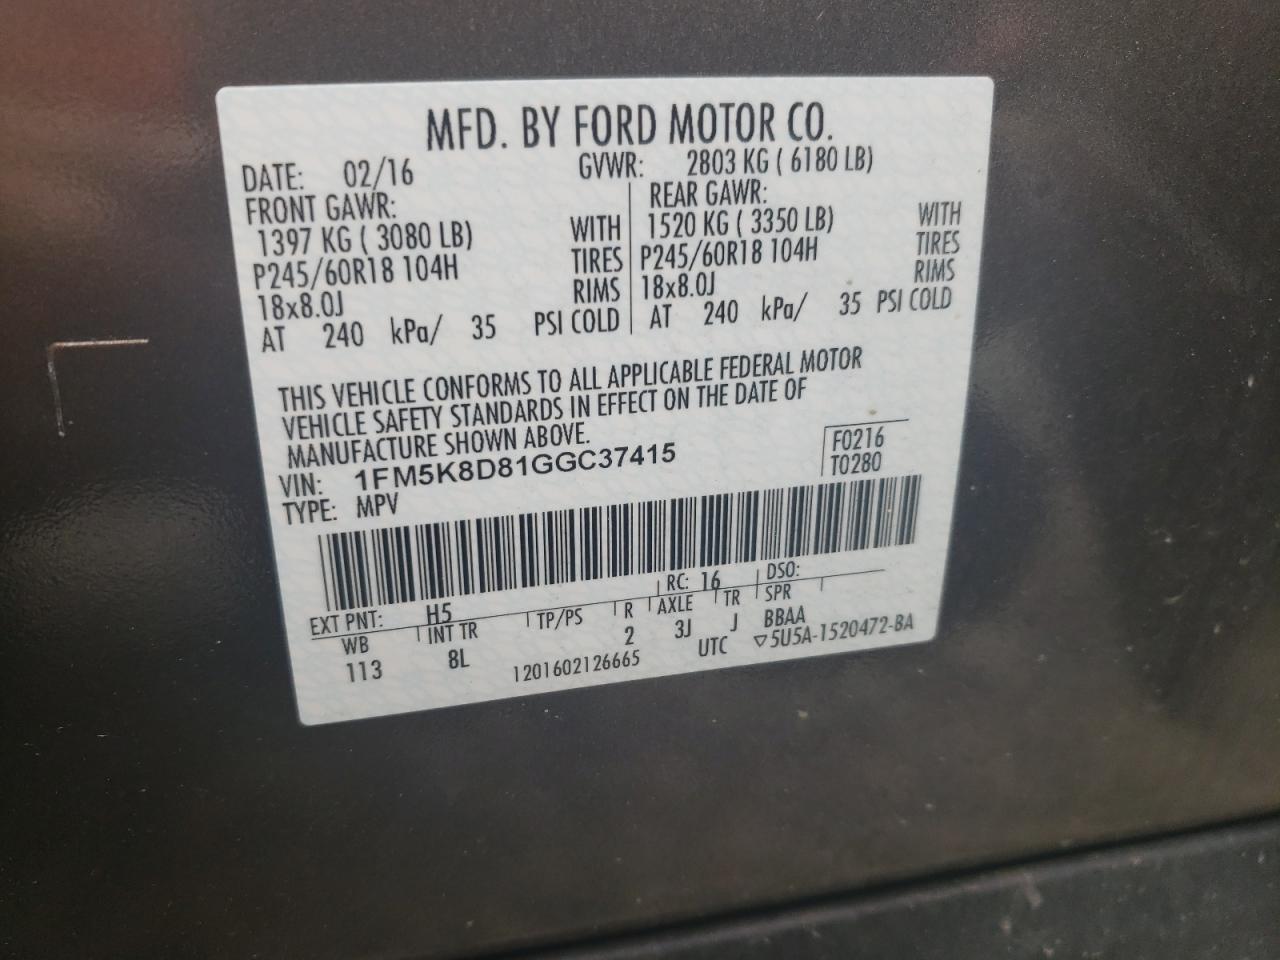 MFD. BY FORD MOTOR CO.
DATE: 02/16 GVWR: 2803 KG ( 6180 LB)
FRONT GAWR: REAR GAWR:
1397 KG ( 3080 LB) WITH 1520 KG ( 3350 LB) WITH
P245/60R18 104H TIRES P245/60R18 104H TIRES
18x8.0J RIMS 18x8.0J RIMS
AT 240 kPa/ 35 PSI COLD AT 240 kPa/ 35 PSI COLD
THIS VEHICLE CONFORMS TO ALL APPLICABLE FEDERAL MOTOR
VEHICLE SAFETY STANDARDS IN EFFECT ON THE DATE OF
MANUFACTURE SHOWN ABOVE.
VIN: 1FM5K8D81GGC37415 F0216
TYPE: MPV T0280
EXT PNT: H5 RC: 16 DSO:
WB INT TR TP/PS R AXLE TR SPR
113 8L 2 3J J BBAA
1201602126665 UTC ▽5U5A-1520472-BA